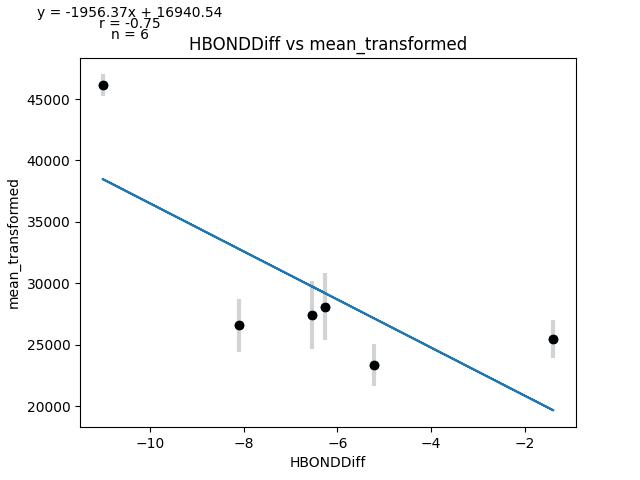 y = -1956.37x + 16940.54
r = -0.75
n = 6
HBONDDiff vs mean_transformed
mean_transformed
45000
40000
35000
30000
25000
20000
−10
−8
−6
−4
−2
HBONDDiff